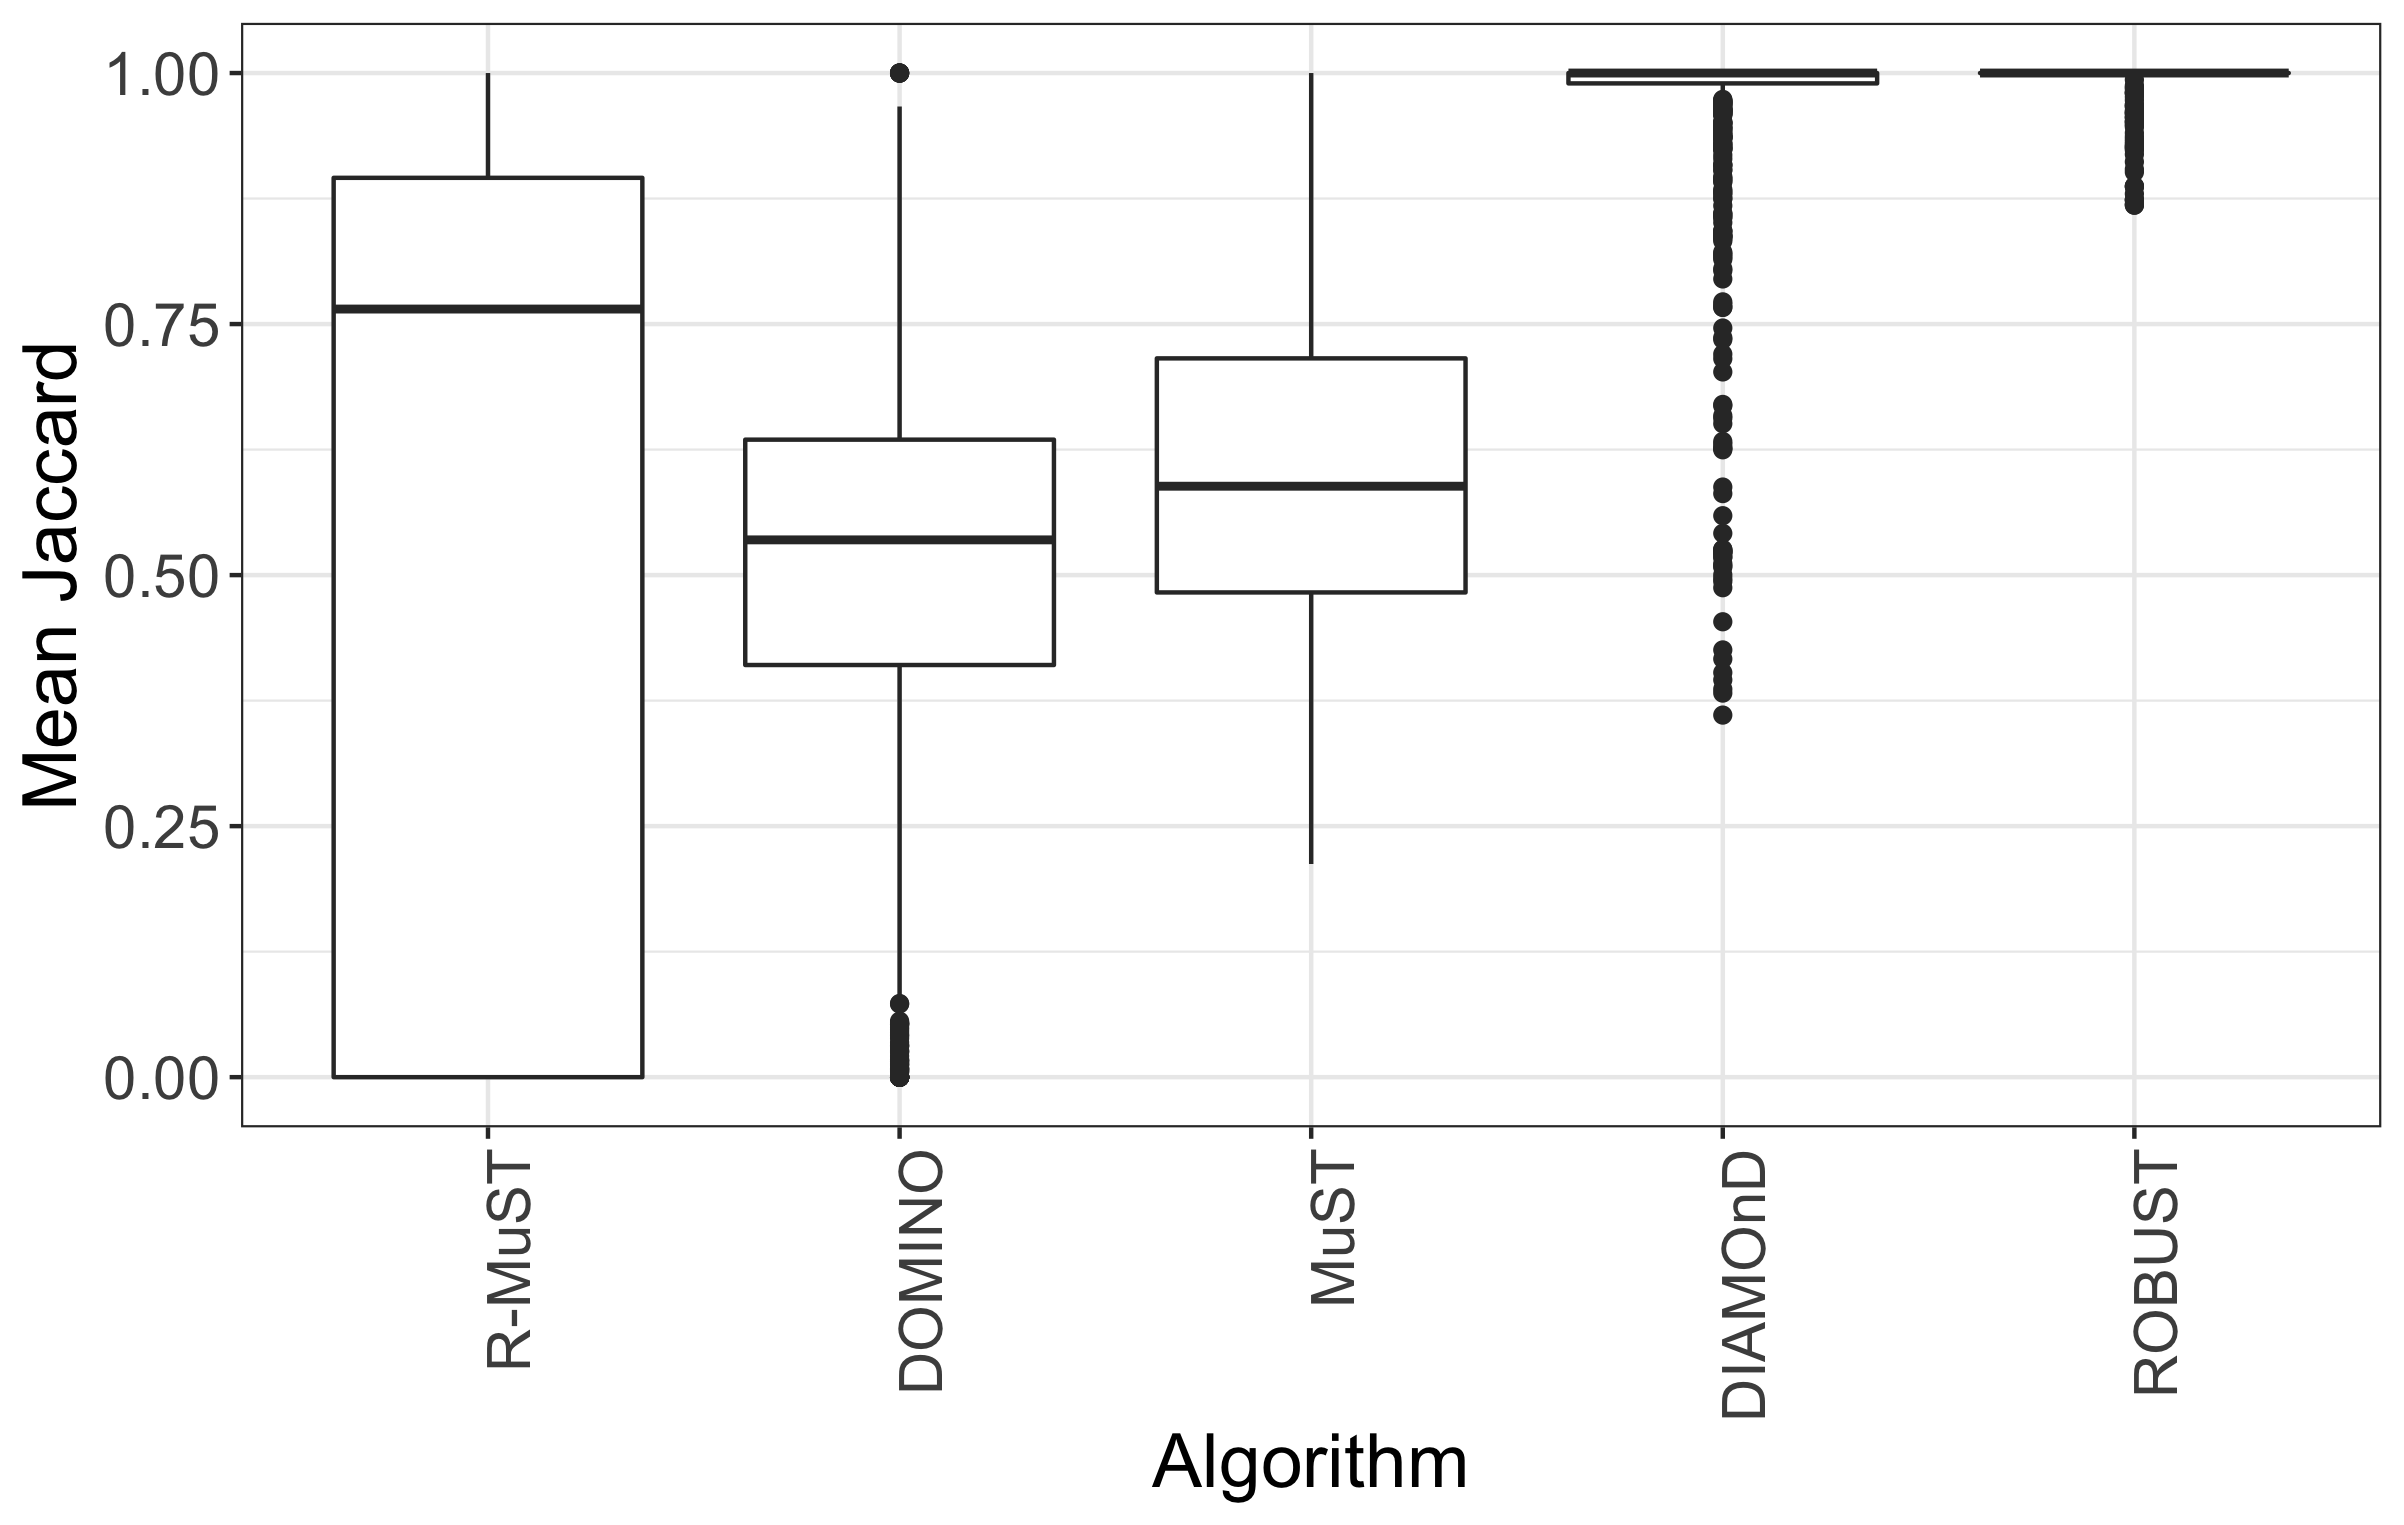 Mean Jaccard
1.00
0.75
0.50
0.25
0.00
R-MuST
DOMINO
MuST
DIAMOnD
ROBUST
Algorithm